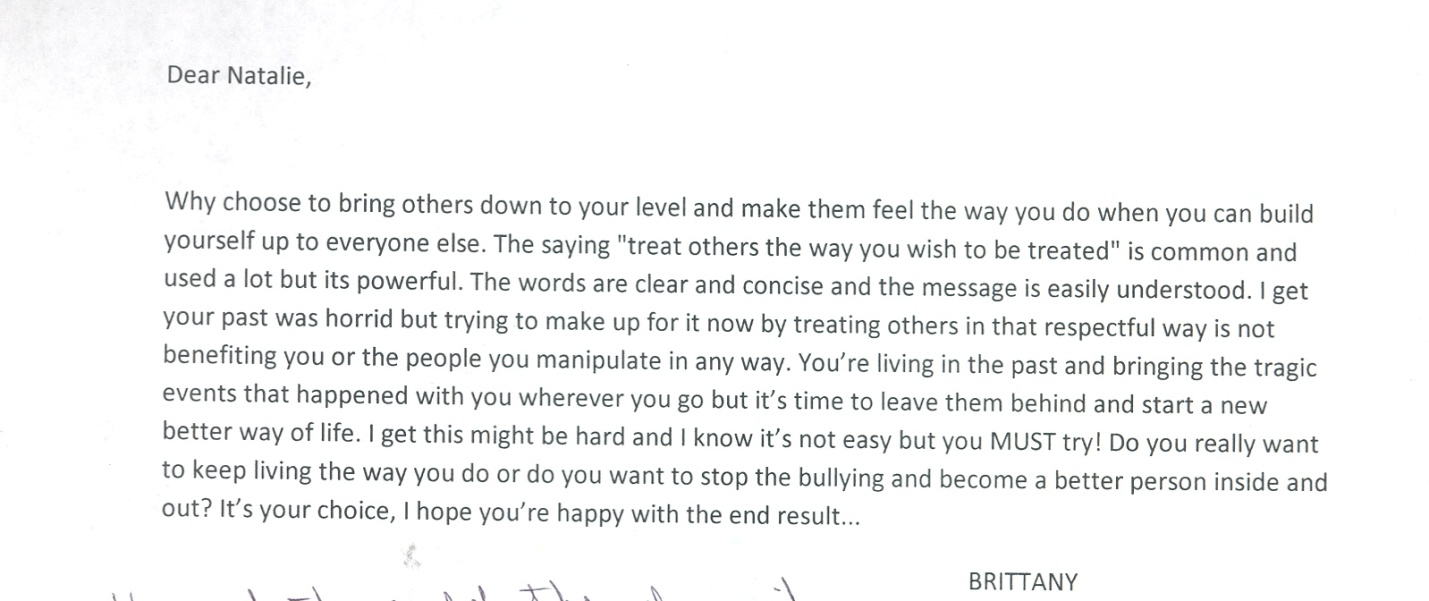 Dear Natalie,
Why choose to bring others down to your level and make them feel the way you do when you can build
yourself up to everyone else. The saying "treat others the way you wish to be treated" is common and
used a lot but its powerful. The words are clear and concise and the message is easily understood. I get
your past was horrid but trying to make up for it now by treating others in that respectful way is not
benefiting you or the people you manipulate in any way. You're living in the past and bringing the tragic
events that happened with you wherever you go but it's time to leave them behind and start a new
better way of life. I get this might be hard and I know it's not easy but you MUST try! Do you really want
to keep living the way you do or do you want to stop the bullying and become a better person inside and
out? It's your choice, I hope you're happy with the end result...
BRITTANY